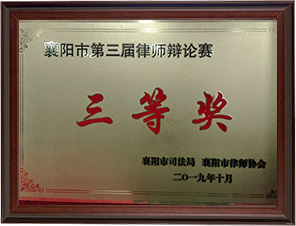 襄阳市第三届律师辩论赛
三等奖
襄阳市司法局 襄阳市律师协会
二〇一九年十月